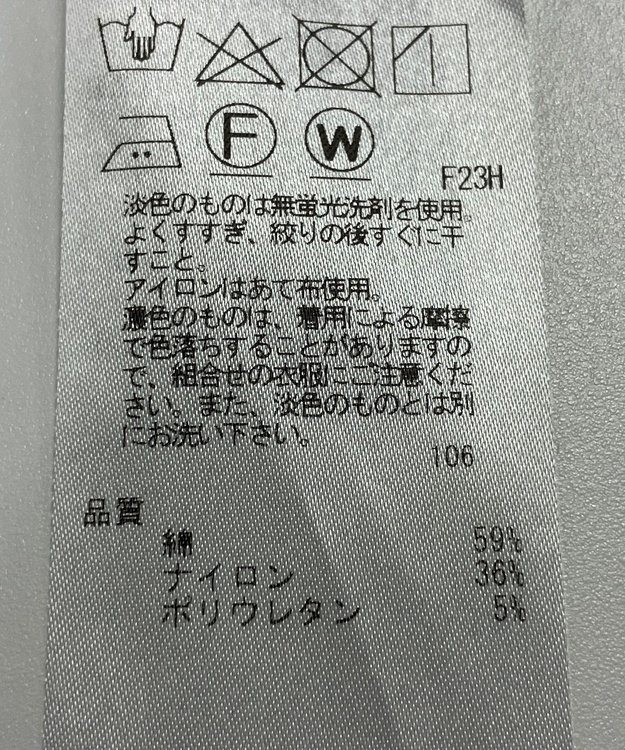 F
W
F23H
淡色のものは無蛍光洗剤を使用。
よくすすぎ、絞りの後すぐに干
すこと。
アイロンはあて布使用。
濃色のものは、着用による摩擦
で色落ちすることがありますの
で、組合せの衣服にご注意くだ
さい。また、淡色のものとは別
にお洗い下さい。
106
品質
綿 59%
ナイロン 36%
ポリウレタン 5%